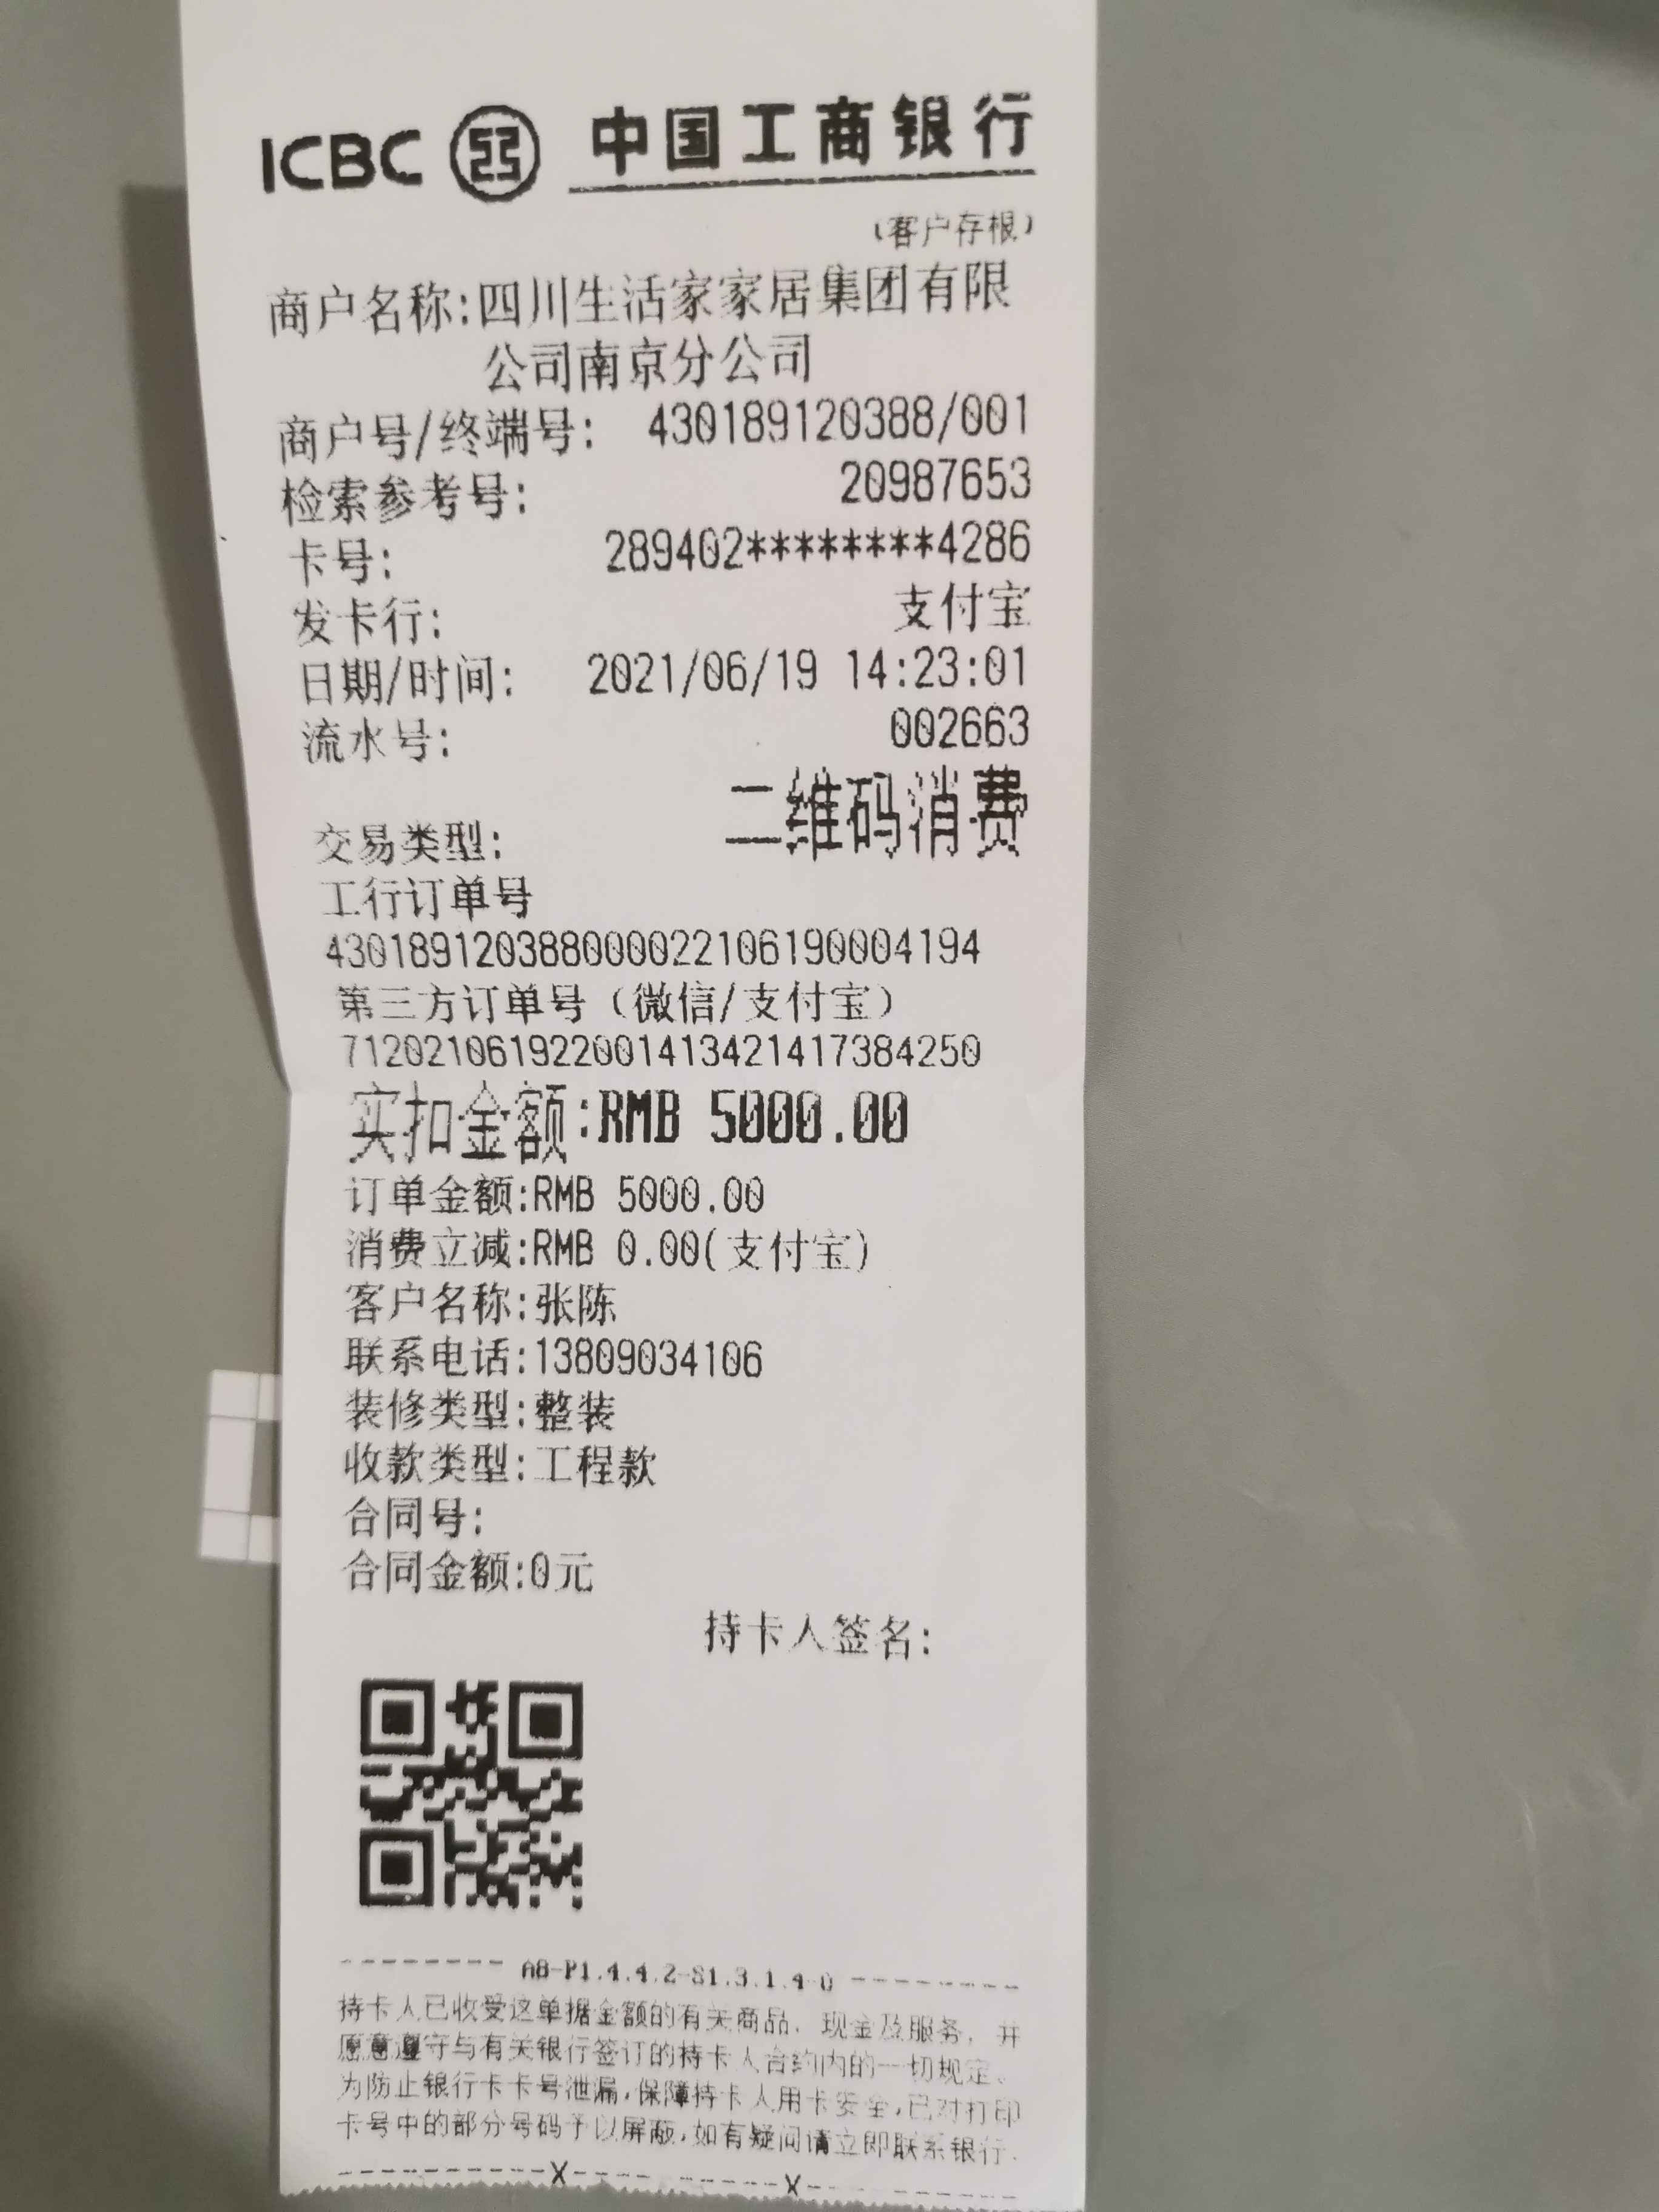 ICBC 中国工商银行
(客户存根)
商户名称:四川生活家家居集团有限
公司南京分公司
商户号/终端号: 430189120388/001
检索参考号: 20987653
卡号: 289402********4286
发卡行: 支付宝
日期/时间: 2021/06/19 14:23:01
流水号: 002663
交易类型: 二维码消费
工行订单号
430189120388000022106190004194
第三方订单号（微信/支付宝）
712021061922001413421417384250
实扣金额:RMB 5000.00
订单金额:RMB 5000.00
消费立减:RMB 0.00(支付宝)
客户名称:张陈
联系电话:13809034106
装修类型:整装
收款类型:工程款
合同号:
合同金额:0元
持卡人签名:
-------- A8-P1.4.4.2-S1.3.1.4-0 --------
持卡人已收受这单据金额的有关商品、现金及服务，并
愿意遵守与有关银行签订的持卡人合约内的一切规定。
为防止银行卡卡号泄漏,保障持卡人用卡安全,已对打印
卡号中的部分号码予以屏蔽,如有疑问请立即联系银行.
----------X---- ------X----------